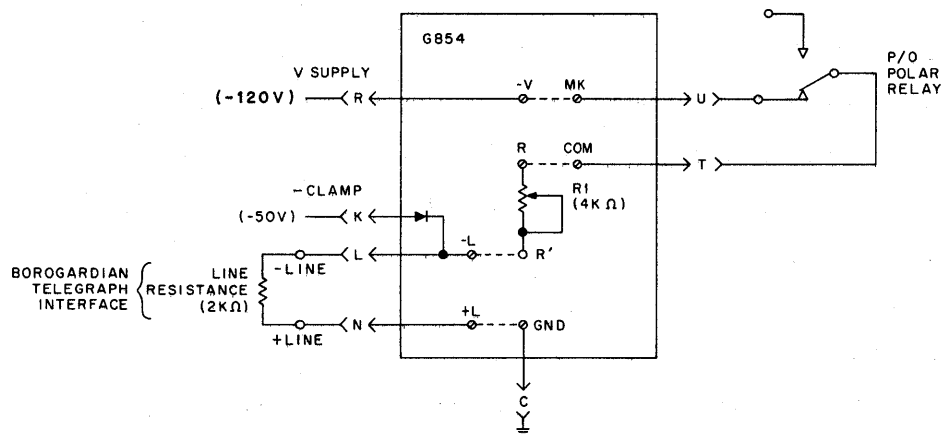 G854
P/O
POLAR
RELAY
V SUPPLY
(-120V)
R
-V
MK
U
R
COM
T
R1
(4KΩ)
-CLAMP
(-50V)
K
L
-L
R'
-LINE
BOROGARDIAN
TELEGRAPH
INTERFACE
LINE
RESISTANCE
(2KΩ)
N
+L
GND
+LINE
C